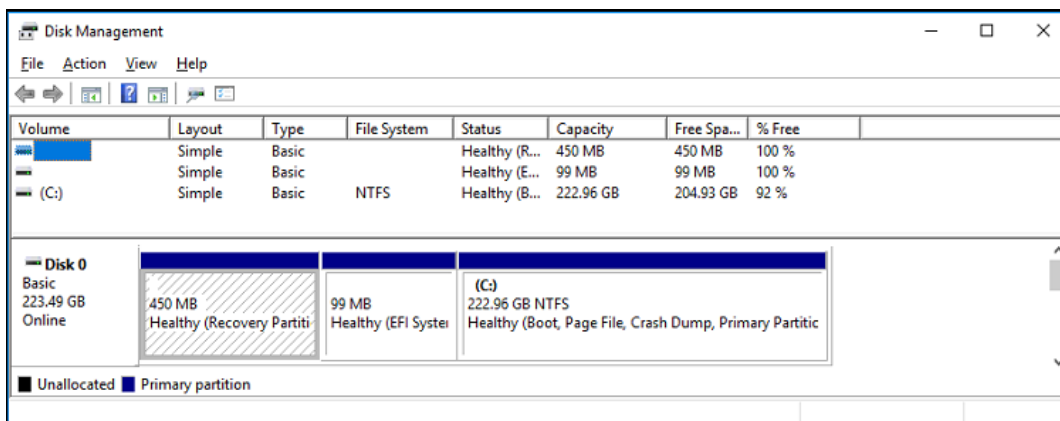 Disk Management
File Action View Help
Volume Layout Type File System Status Capacity Free Spa... % Free
Simple Basic Healthy (R... 450 MB 450 MB 100 %
Simple Basic Healthy (E... 99 MB 99 MB 100 %
(C:) Simple Basic NTFS Healthy (B... 222.96 GB 204.93 GB 92 %
Disk 0
Basic
223.49 GB
Online
450 MB
Healthy (Recovery Partiti
99 MB
Healthy (EFI Syster
(C:)
222.96 GB NTFS
Healthy (Boot, Page File, Crash Dump, Primary Partitic
Unallocated Primary partition